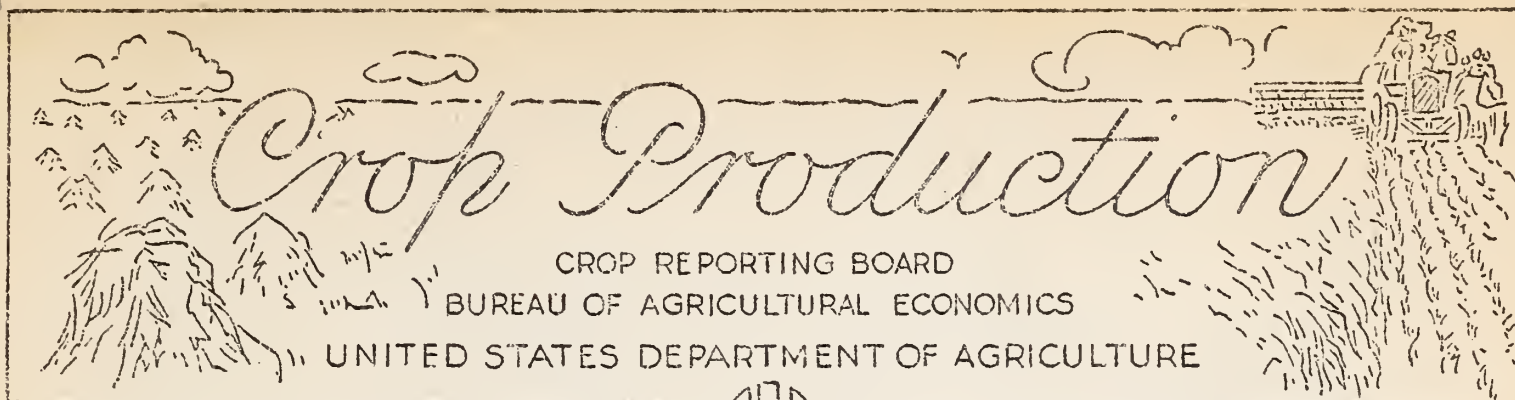 Crop Production
CROP REPORTING BOARD
BUREAU OF AGRICULTURAL ECONOMICS
UNITED STATES DEPARTMENT OF AGRICULTURE